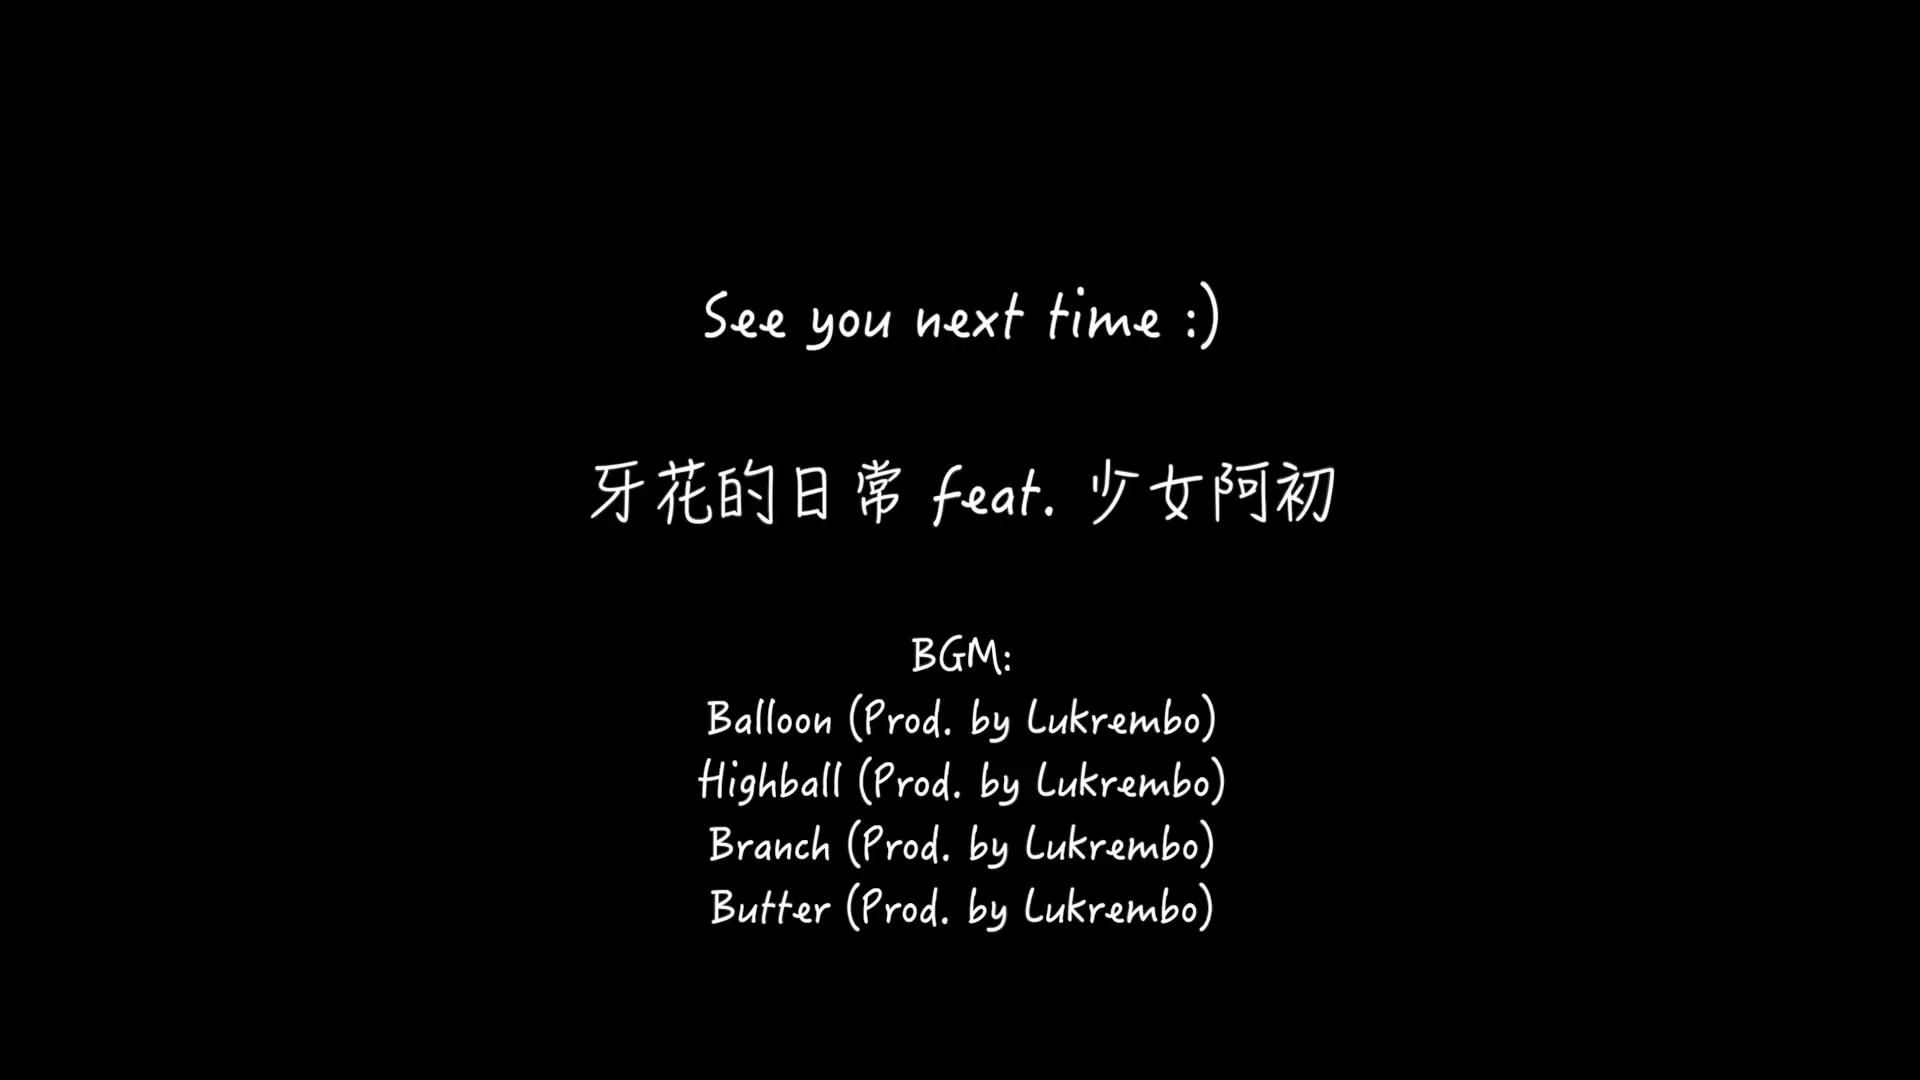 See you next time :)
牙花的日常 feat. 少女阿初
BGM:
Balloon (Prod. by Lukrembo)
Highball (Prod. by Lukrembo)
Branch (Prod. by Lukrembo)
Butter (Prod. by Lukrembo)